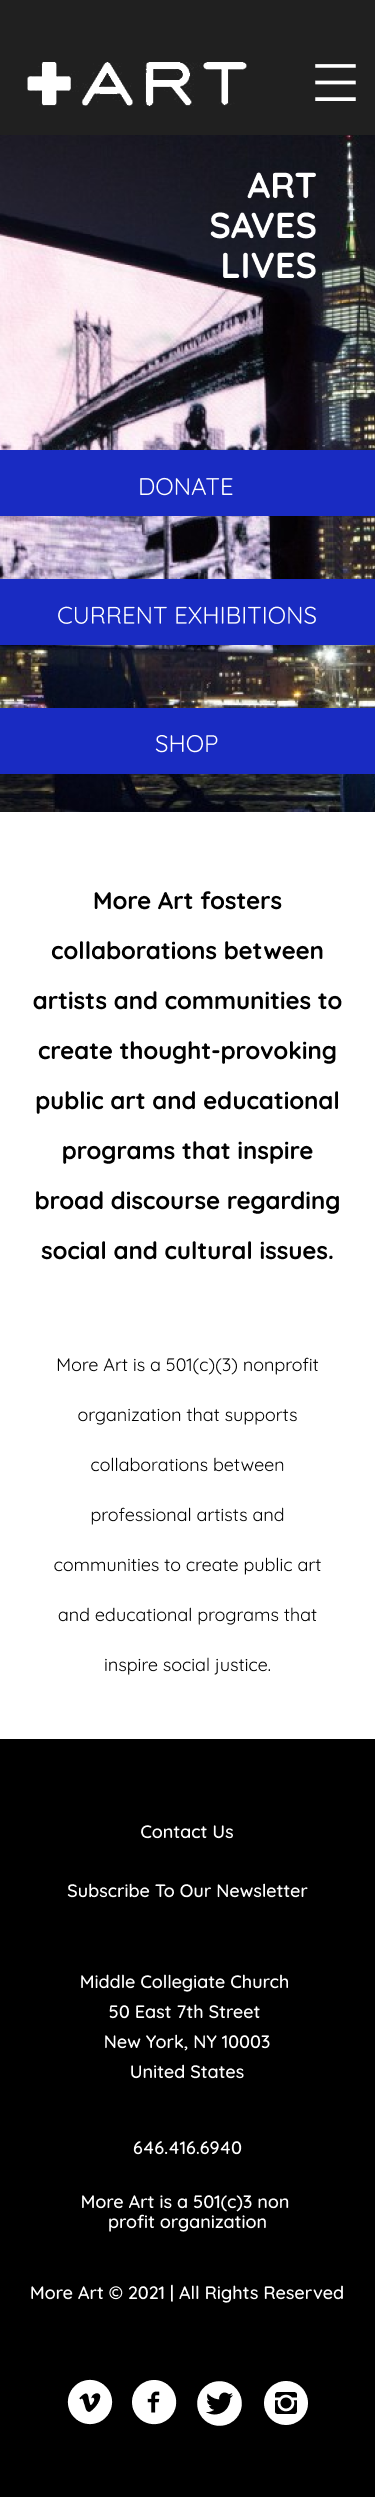 +ART
ART
SAVES
LIVES
DONATE
CURRENT EXHIBITIONS
SHOP
More Art fosters
collaborations between
artists and communities to
create thought-provoking
public art and educational
programs that inspire
broad discourse regarding
social and cultural issues.
More Art is a 501(c)(3) nonprofit
organization that supports
collaborations between
professional artists and
communities to create public art
and educational programs that
inspire social justice.
Contact Us
Subscribe To Our Newsletter
Middle Collegiate Church
50 East 7th Street
New York, NY 10003
United States
646.416.6940
More Art is a 501(c)3 non
profit organization
More Art © 2021 | All Rights Reserved